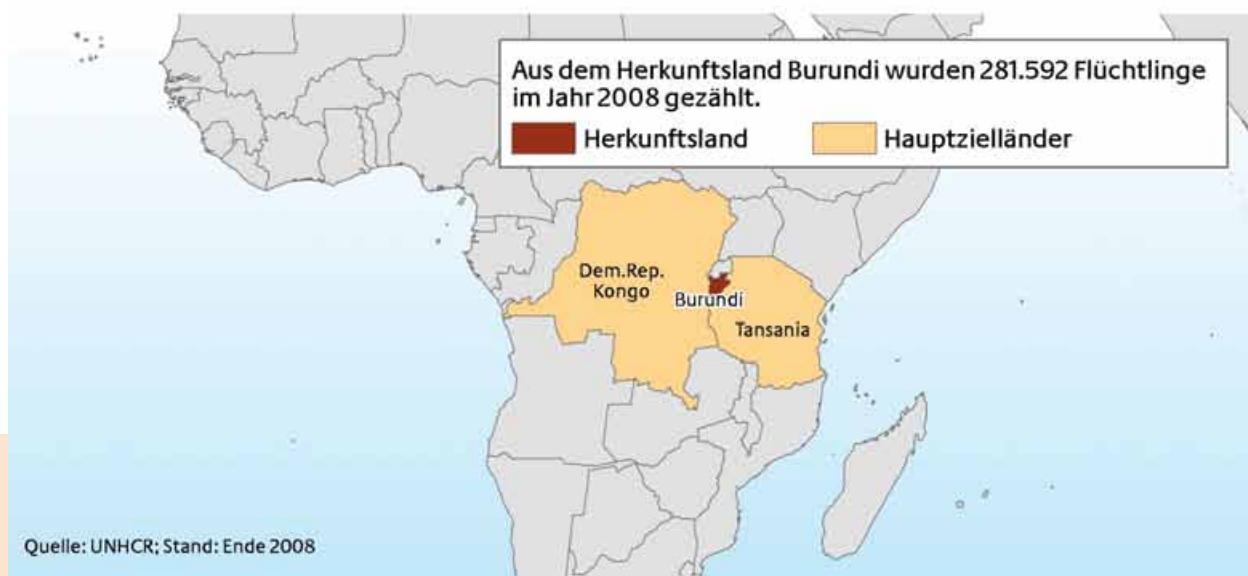 Aus dem Herkunftsland Burundi wurden 281.592 Flüchtlinge
im Jahr 2008 gezählt.
Herkunftsland
Hauptzielländer
Dem.Rep.
Kongo
Burundi
Tansania
Quelle: UNHCR; Stand: Ende 2008